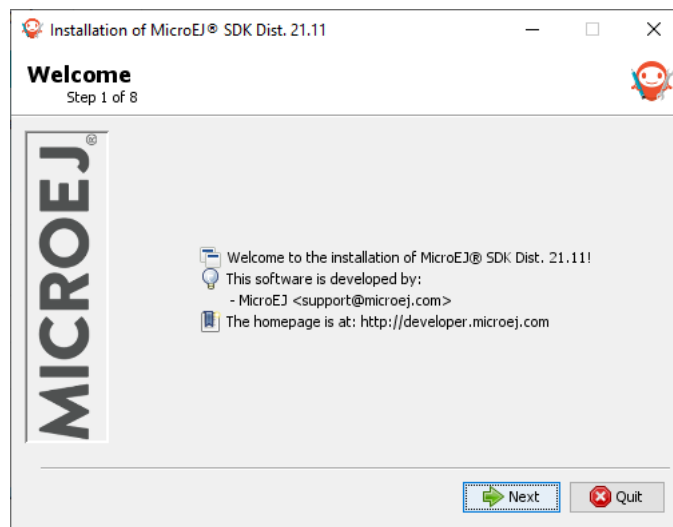 Installation of MicroEJ® SDK Dist. 21.11
Welcome
Step 1 of 8
MICROEJ®
Welcome to the installation of MicroEJ® SDK Dist. 21.11!
This software is developed by:
- MicroEJ <support@microej.com>
The homepage is at: http://developer.microej.com
Next
Quit